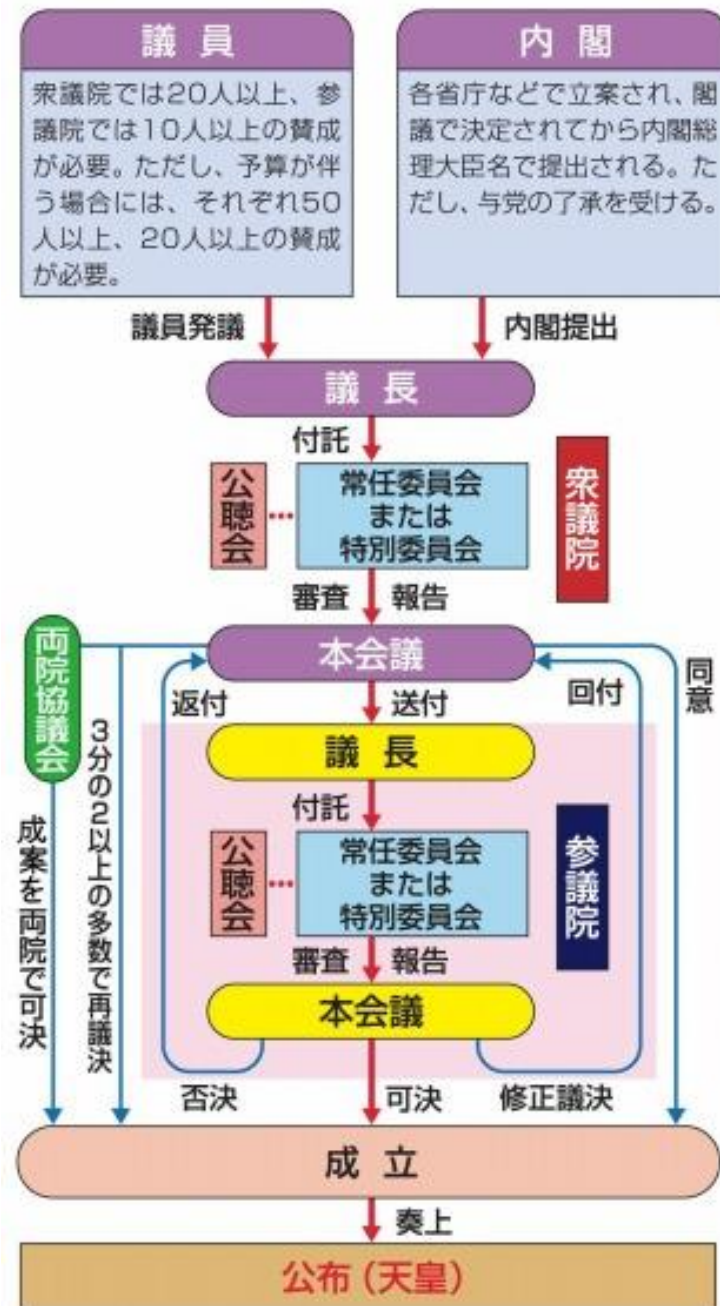 議員
衆議院では20人以上、参
議院では10人以上の賛成
が必要。ただし、予算が伴
う場合には、それぞれ50
人以上、20人以上の賛成
が必要。
内閣
各省庁などで立案され、閣
議で決定されてから内閣総
理大臣名で提出される。た
だし、与党の了承を受ける。
議員発議
内閣提出
議長
付託
公聴会
常任委員会
または
特別委員会
衆議院
審査 報告
両院協議会
本会議
同意
返付
送付
回付
3分の2以上の多数で再議決
成案を両院で可決
議長
付託
公聴会
常任委員会
または
特別委員会
参議院
審査 報告
本会議
否決
可決
修正議決
成立
奏上
公布(天皇)